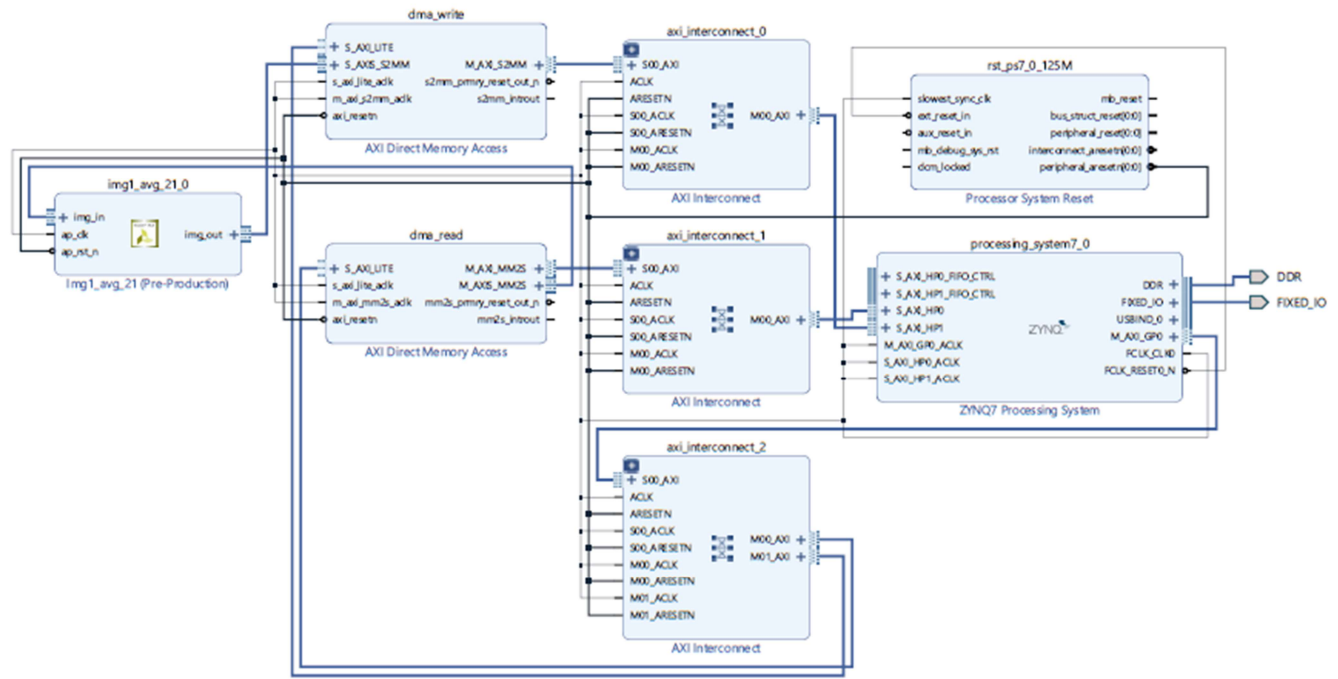 dma_write
S_AXI_LITE
S_AXIS_S2MM
s_axi_lite_aclk
m_axi_s2mm_aclk
axi_resetn
M_AXI_S2MM
s2mm_prmry_reset_out_n
s2mm_introut
AXI Direct Memory Access
axi_interconnect_0
S00_AXI
ACLK
ARESETN
S00_ACLK
S00_ARESETN
M00_ACLK
M00_ARESETN
M00_AXI
AXI Interconnect
rst_ps7_0_125M
slowest_sync_clk
ext_reset_in
aux_reset_in
mb_debug_sys_rst
dcm_locked
mb_reset
bus_struct_reset[0:0]
peripheral_reset[0:0]
interconnect_aresetn[0:0]
peripheral_aresetn[0:0]
Processor System Reset
img1_avg_21_0
img_in
ap_clk
ap_rst_n
img_out
Img1_avg_21 (Pre-Production)
dma_read
S_AXI_LITE
s_axi_lite_aclk
m_axi_mm2s_aclk
axi_resetn
M_AXI_MM2S
M_AXIS_MM2S
mm2s_prmry_reset_out_n
mm2s_introut
AXI Direct Memory Access
axi_interconnect_1
S00_AXI
ACLK
ARESETN
S00_ACLK
S00_ARESETN
M00_ACLK
M00_ARESETN
M00_AXI
AXI Interconnect
processing_system7_0
S_AXI_HP0_FIFO_CTRL
S_AXI_HP1_FIFO_CTRL
S_AXI_HP0
S_AXI_HP1
M_AXI_GP0_ACLK
S_AXI_HP0_ACLK
S_AXI_HP1_ACLK
ZYNQ
DDR
FIXED_IO
USBIND_0
M_AXI_GP0
FCLK_CLK0
FCLK_RESET0_N
ZYNQ7 Processing System
DDR
FIXED_IO
axi_interconnect_2
S00_AXI
ACLK
ARESETN
S00_ACLK
S00_ARESETN
M00_ACLK
M00_ARESETN
M01_ACLK
M01_ARESETN
M00_AXI
M01_AXI
AXI Interconnect